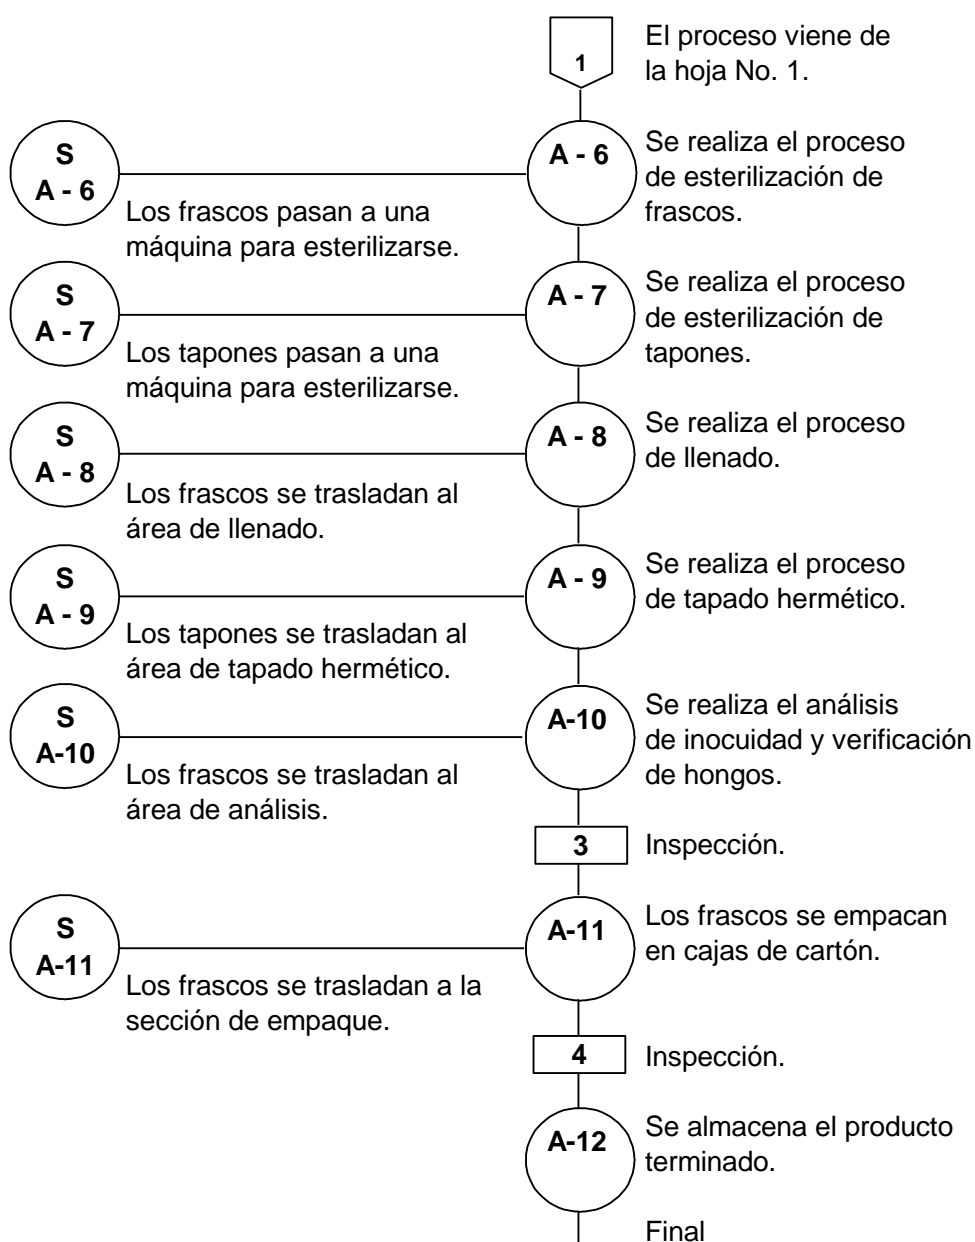 1
El proceso viene de
la hoja No. 1.
S
A - 6
Los frascos pasan a una
máquina para esterilizarse.
A - 6
Se realiza el proceso
de esterilización de
frascos.
S
A - 7
Los tapones pasan a una
máquina para esterilizarse.
A - 7
Se realiza el proceso
de esterilización de
tapones.
S
A - 8
Los frascos se trasladan al
área de llenado.
A - 8
Se realiza el proceso
de llenado.
S
A - 9
Los tapones se trasladan al
área de tapado hermético.
A - 9
Se realiza el proceso
de tapado hermético.
S
A-10
Los frascos se trasladan al
área de análisis.
A-10
Se realiza el análisis
de inocuidad y verificación
de hongos.
3
Inspección.
S
A-11
Los frascos se trasladan a la
sección de empaque.
A-11
Los frascos se empacan
en cajas de cartón.
4
Inspección.
A-12
Se almacena el producto
terminado.
Final